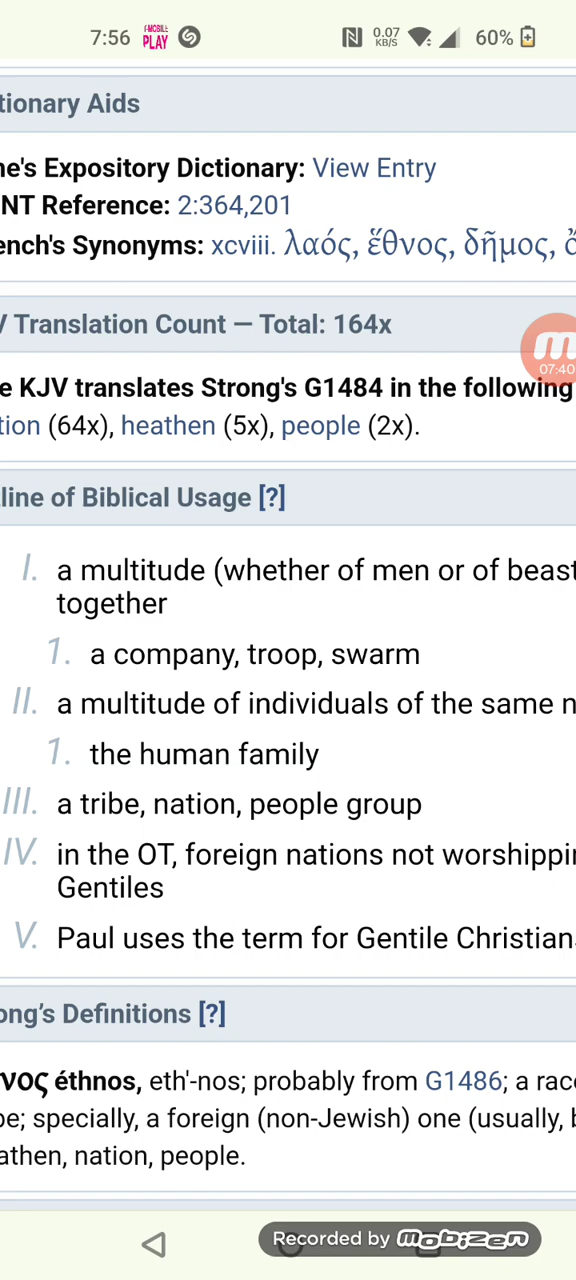 7:56 T-MOBILE PLAY 0.07 KB/S 60%
tionary Aids
ne's Expository Dictionary: View Entry
NT Reference: 2:364,201
ench's Synonyms: xcviii. λαός, ἔθνος, δῆμος,
V Translation Count — Total: 164x
07:40
e KJV translates Strong's G1484 in the following
tion (64x), heathen (5x), people (2x).
line of Biblical Usage [?]
I. a multitude (whether of men or of beast
together
1. a company, troop, swarm
II. a multitude of individuals of the same n
1. the human family
III. a tribe, nation, people group
IV. in the OT, foreign nations not worshippin
Gentiles
V. Paul uses the term for Gentile Christian
ong's Definitions [?]
νος éthnos, eth'-nos; probably from G1486; a rac
be; specially, a foreign (non-Jewish) one (usually, b
athen, nation, people.
Recorded by mobizen